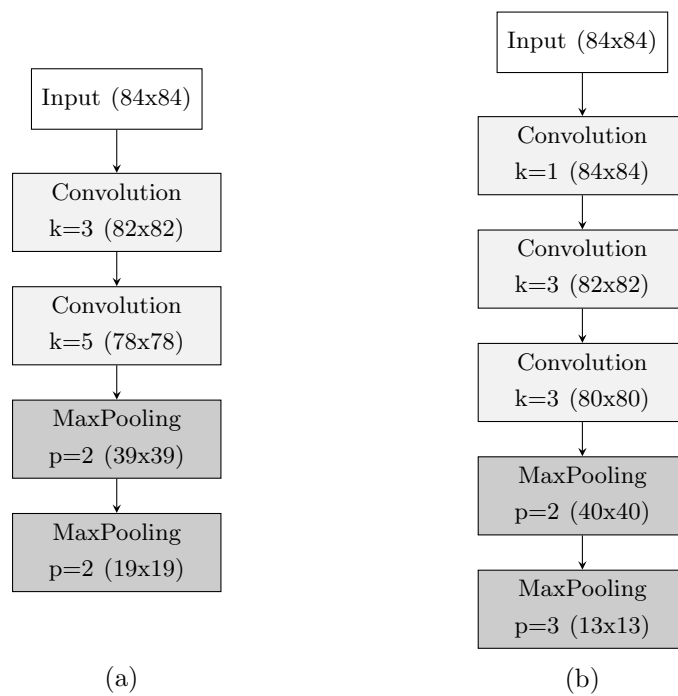 Input (84x84)
Convolution
k=3 (82x82)
Convolution
k=5 (78x78)
MaxPooling
p=2 (39x39)
MaxPooling
p=2 (19x19)
(a)
Input (84x84)
Convolution
k=1 (84x84)
Convolution
k=3 (82x82)
Convolution
k=3 (80x80)
MaxPooling
p=2 (40x40)
MaxPooling
p=3 (13x13)
(b)